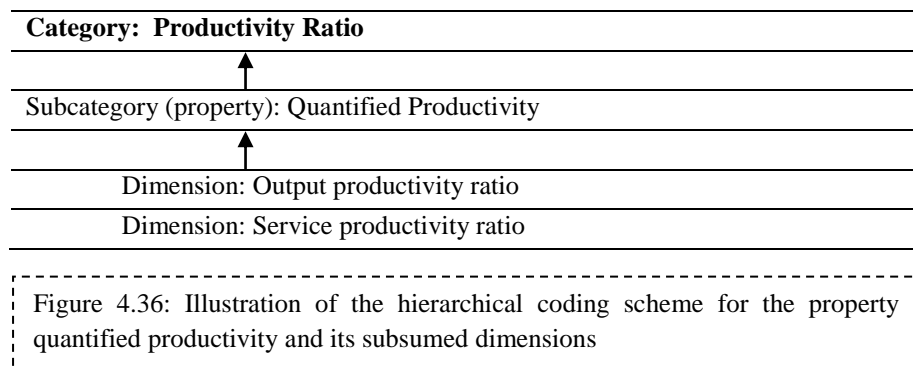 Category: Productivity Ratio
Subcategory (property): Quantified Productivity
Dimension: Output productivity ratio
Dimension: Service productivity ratio
Figure 4.36: Illustration of the hierarchical coding scheme for the property
quantified productivity and its subsumed dimensions